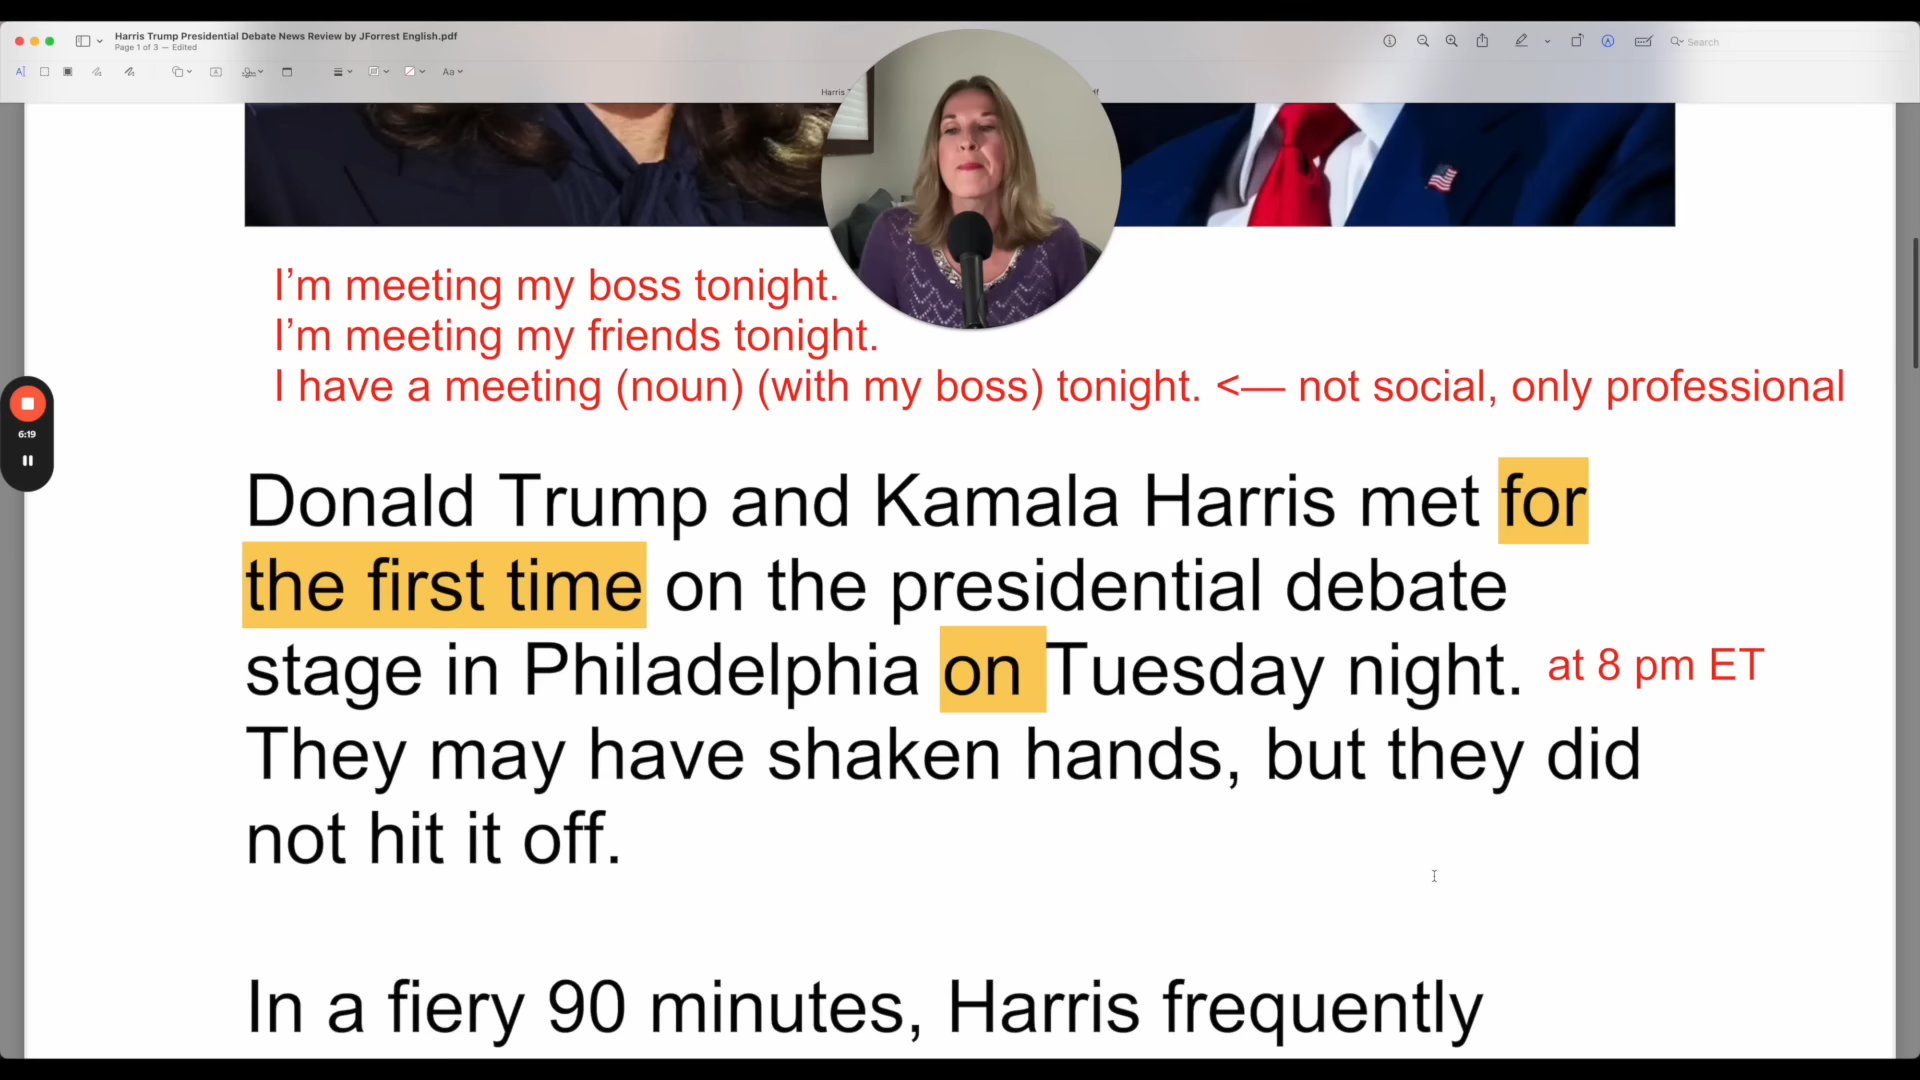 Harris Trump Presidential Debate News Review by JForrest English.pdf
Page 1 of 3 — Edited
Search
Aa
Harris
I'm meeting my boss tonight.
I'm meeting my friends tonight.
I have a meeting (noun) (with my boss) tonight. <— not social, only professional
6:19
Donald Trump and Kamala Harris met for
the first time on the presidential debate
stage in Philadelphia on Tuesday night. at 8 pm ET
They may have shaken hands, but they did
not hit it off.
In a fiery 90 minutes, Harris frequently